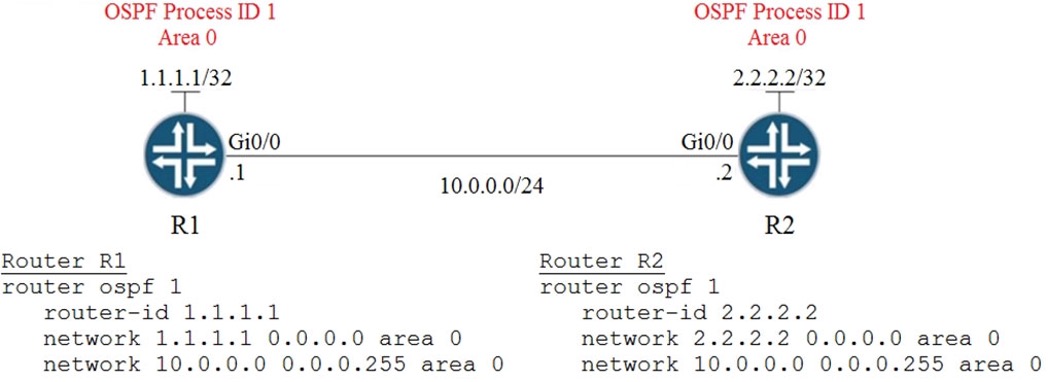 OSPF Process ID 1
Area 0
1.1.1.1/32
OSPF Process ID 1
Area 0
2.2.2.2/32
Gi0/0
.1
10.0.0.0/24
Gi0/0
.2
R1
R2
Router R1
router ospf 1
router-id 1.1.1.1
network 1.1.1.1 0.0.0.0 area 0
network 10.0.0.0 0.0.0.255 area 0
Router R2
router ospf 1
router-id 2.2.2.2
network 2.2.2.2 0.0.0.0 area 0
network 10.0.0.0 0.0.0.255 area 0